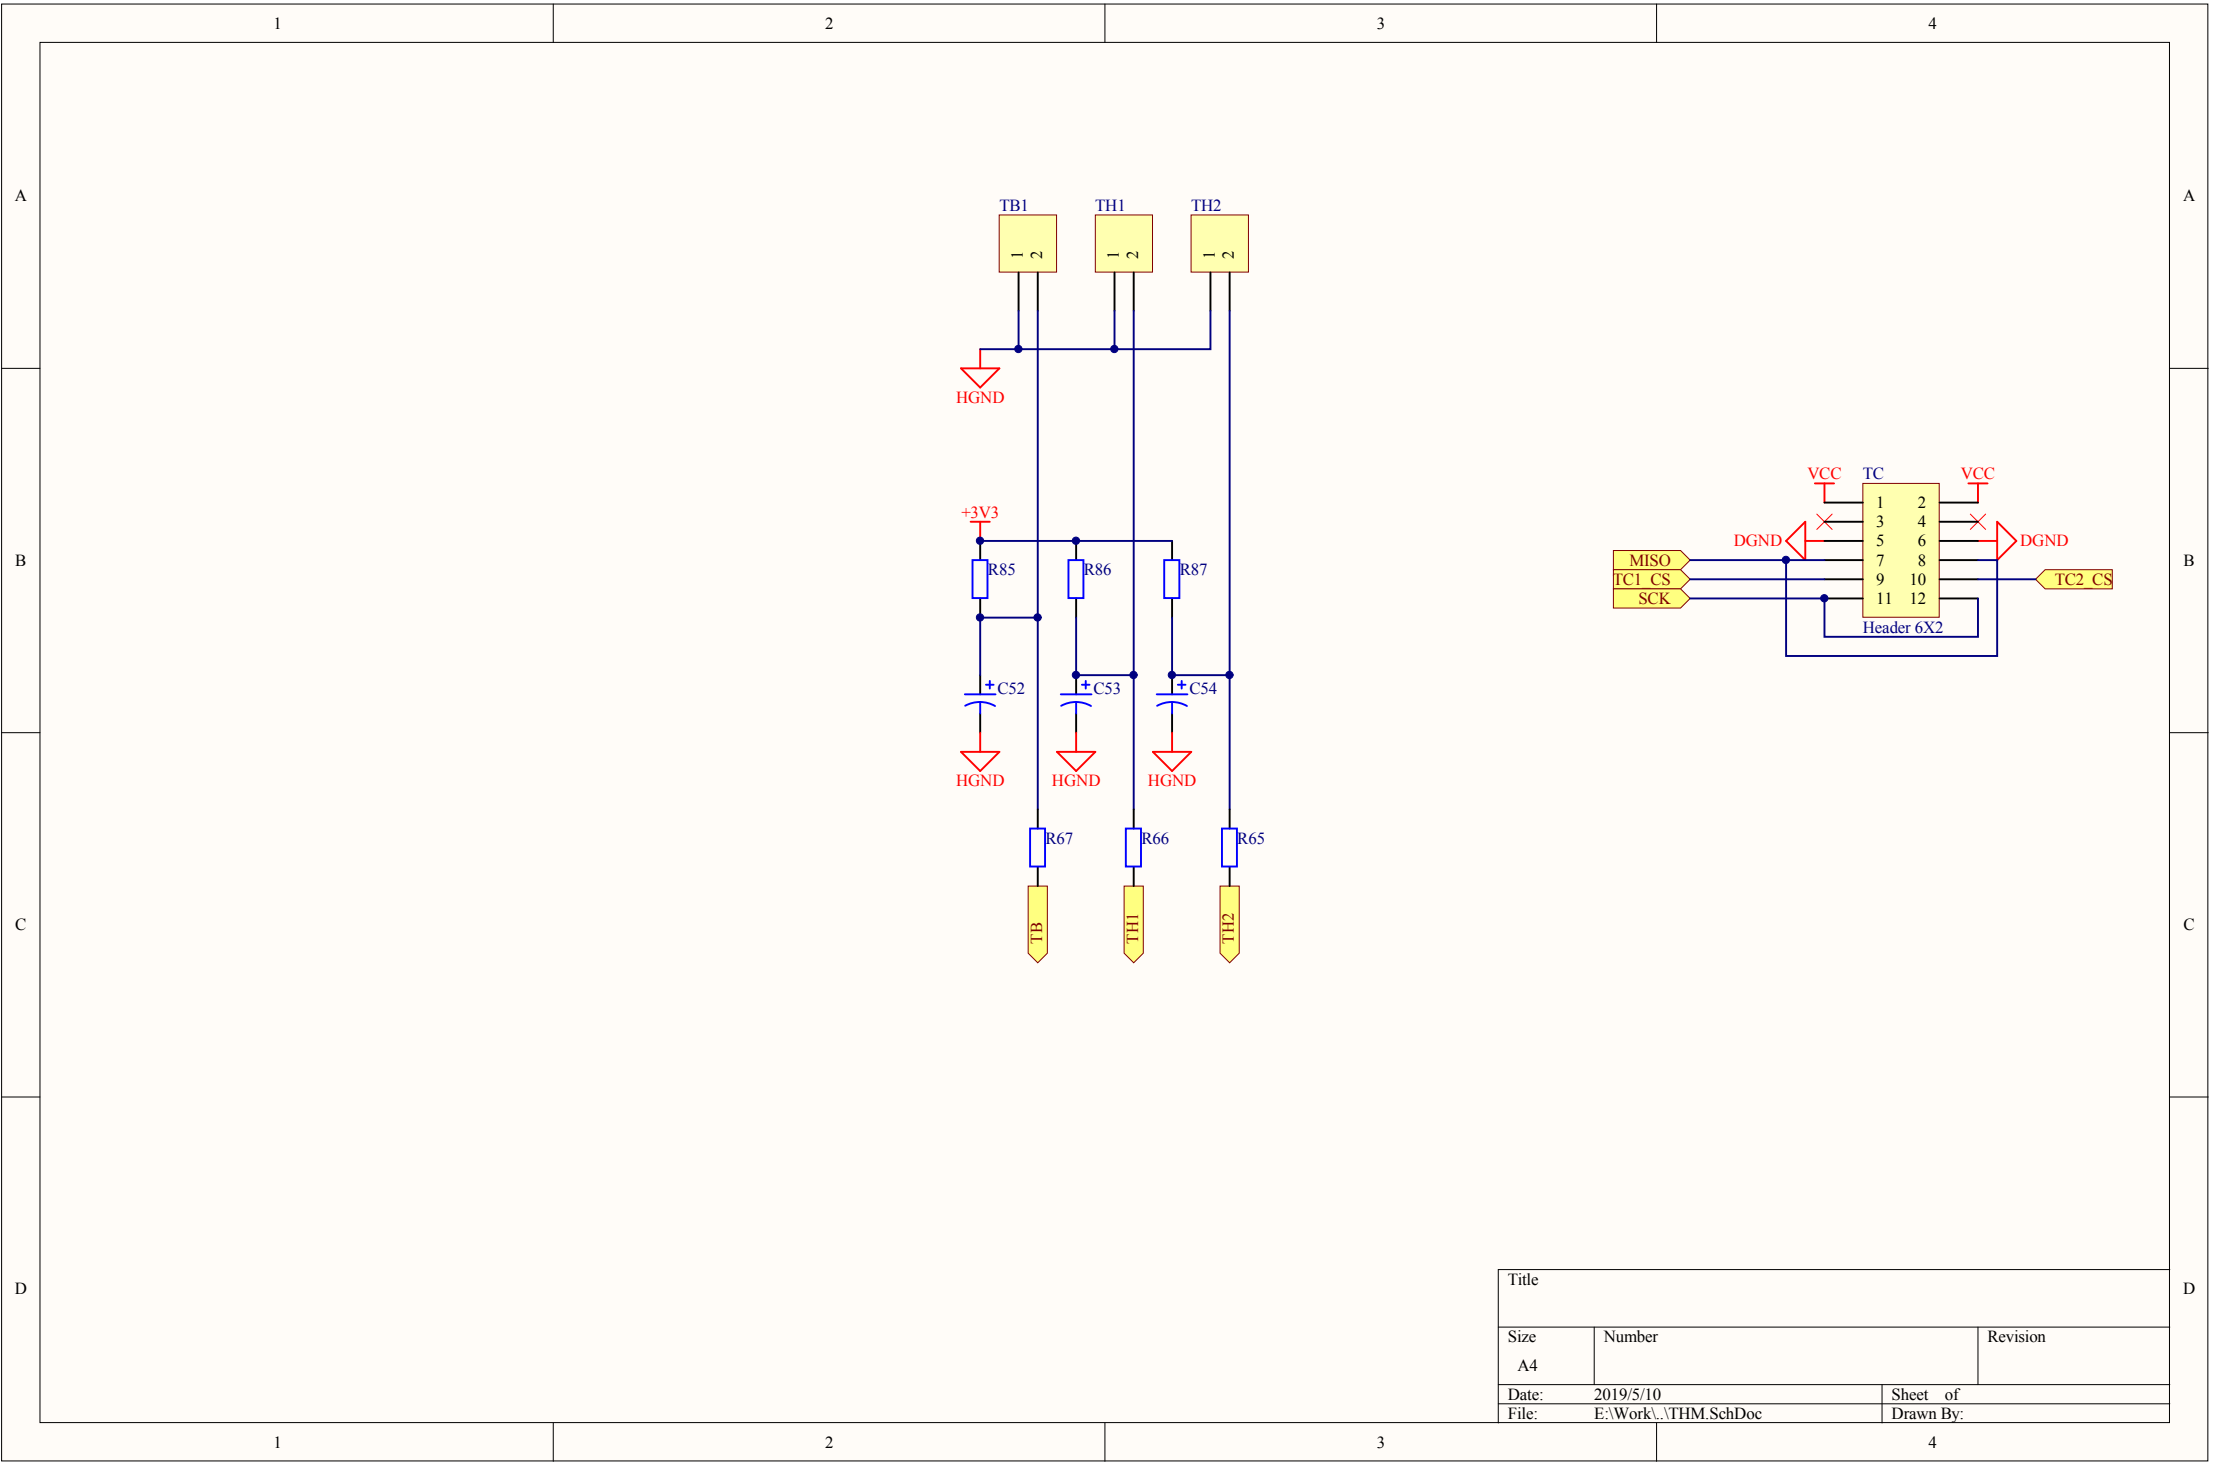 1 2 3 4
A A
TB1 TH1 TH2
1 2 1 2 1 2
HGND
VCC TC VCC
1 2
+3V3
3 4
DGND 5 6 DGND
B MISO 7 8 B
R85 R86 R87
TC1_CS 9 10 TC2_CS
SCK 11 12
Header 6X2
+ C52 + C53 + C54
HGND HGND HGND
R67 R66 R65
C TB TH1 TH2 C
Title
D D
Size Number Revision
A4
Date: 2019/5/10 Sheet of
File: E:\Work\..\THM.SchDoc Drawn By:
1 2 3 4